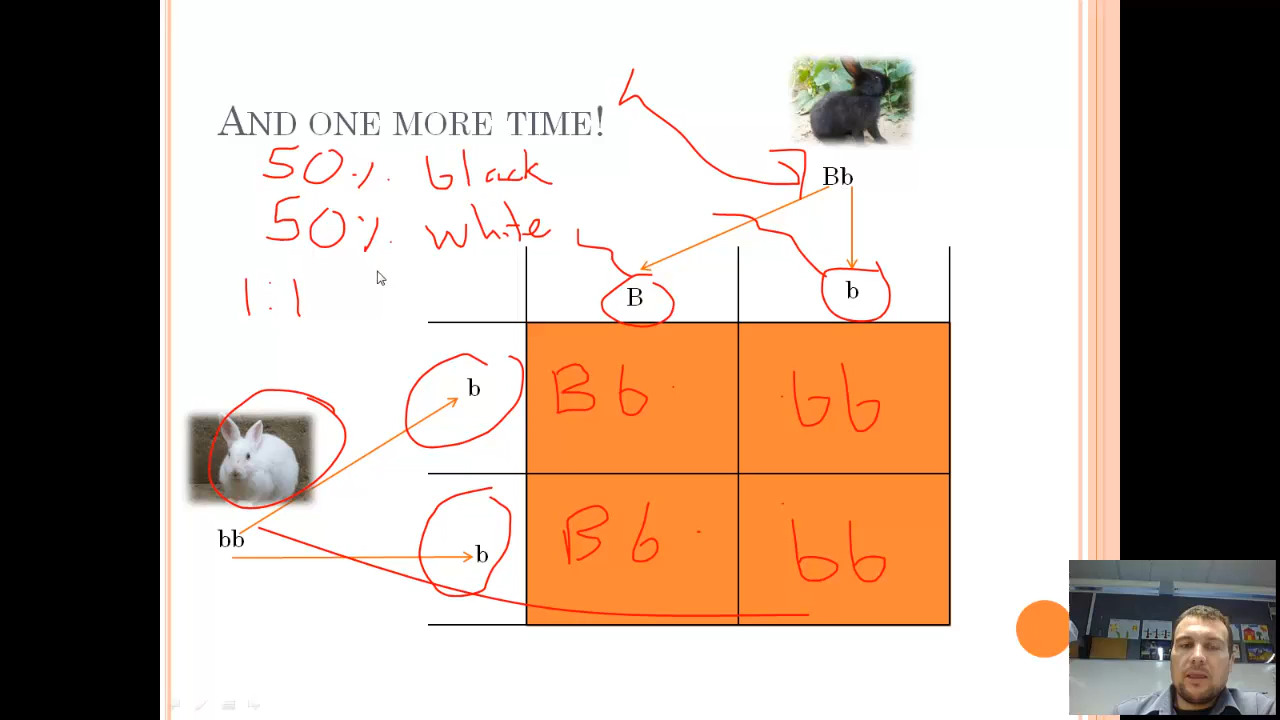 AND ONE MORE TIME!
50% black
Bb
50% white
1:1
B b
b Bb bb
bb
b Bb bb